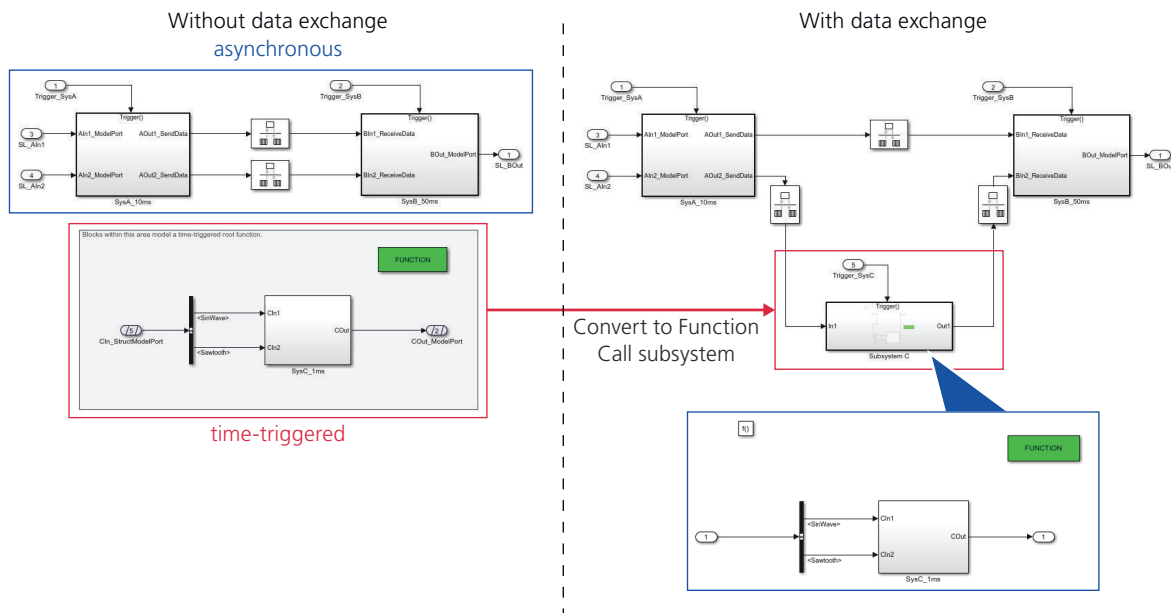 Without data exchange
asynchronous
1
Trigger_SysA
2
Trigger_SysB
Trigger()
Trigger()
3
SL_AIn1
AIn1_ModelPort
AOut1_SendData
BIn1_ReceiveData
BOut_ModelPort
1
SL_BOut
4
SL_AIn2
AIn2_ModelPort
AOut2_SendData
BIn2_ReceiveData
SysA_10ms
SysB_50ms
Blocks within this area model a time-triggered root function.
FUNCTION
/5/
CIn_StructModelPort
<SinWave>
CIn1
<Sawtooth>
CIn2
COut
/2/
COut_ModelPort
SysC_1ms
time-triggered
With data exchange
1
Trigger_SysA
2
Trigger_SysB
Trigger()
Trigger()
3
SL_AIn1
AIn1_ModelPort
AOut1_SendData
BIn1_ReceiveData
BOut_ModelPort
1
SL_BOut
4
SL_AIn2
AIn2_ModelPort
AOut2_SendData
BIn2_ReceiveData
SysA_10ms
SysB_50ms
Convert to Function
Call subsystem
5
Trigger_SysC
Trigger()
In1
Out1
Subsystem C
f()
FUNCTION
1
<SinWave>
CIn1
<Sawtooth>
CIn2
COut
1
SysC_1ms